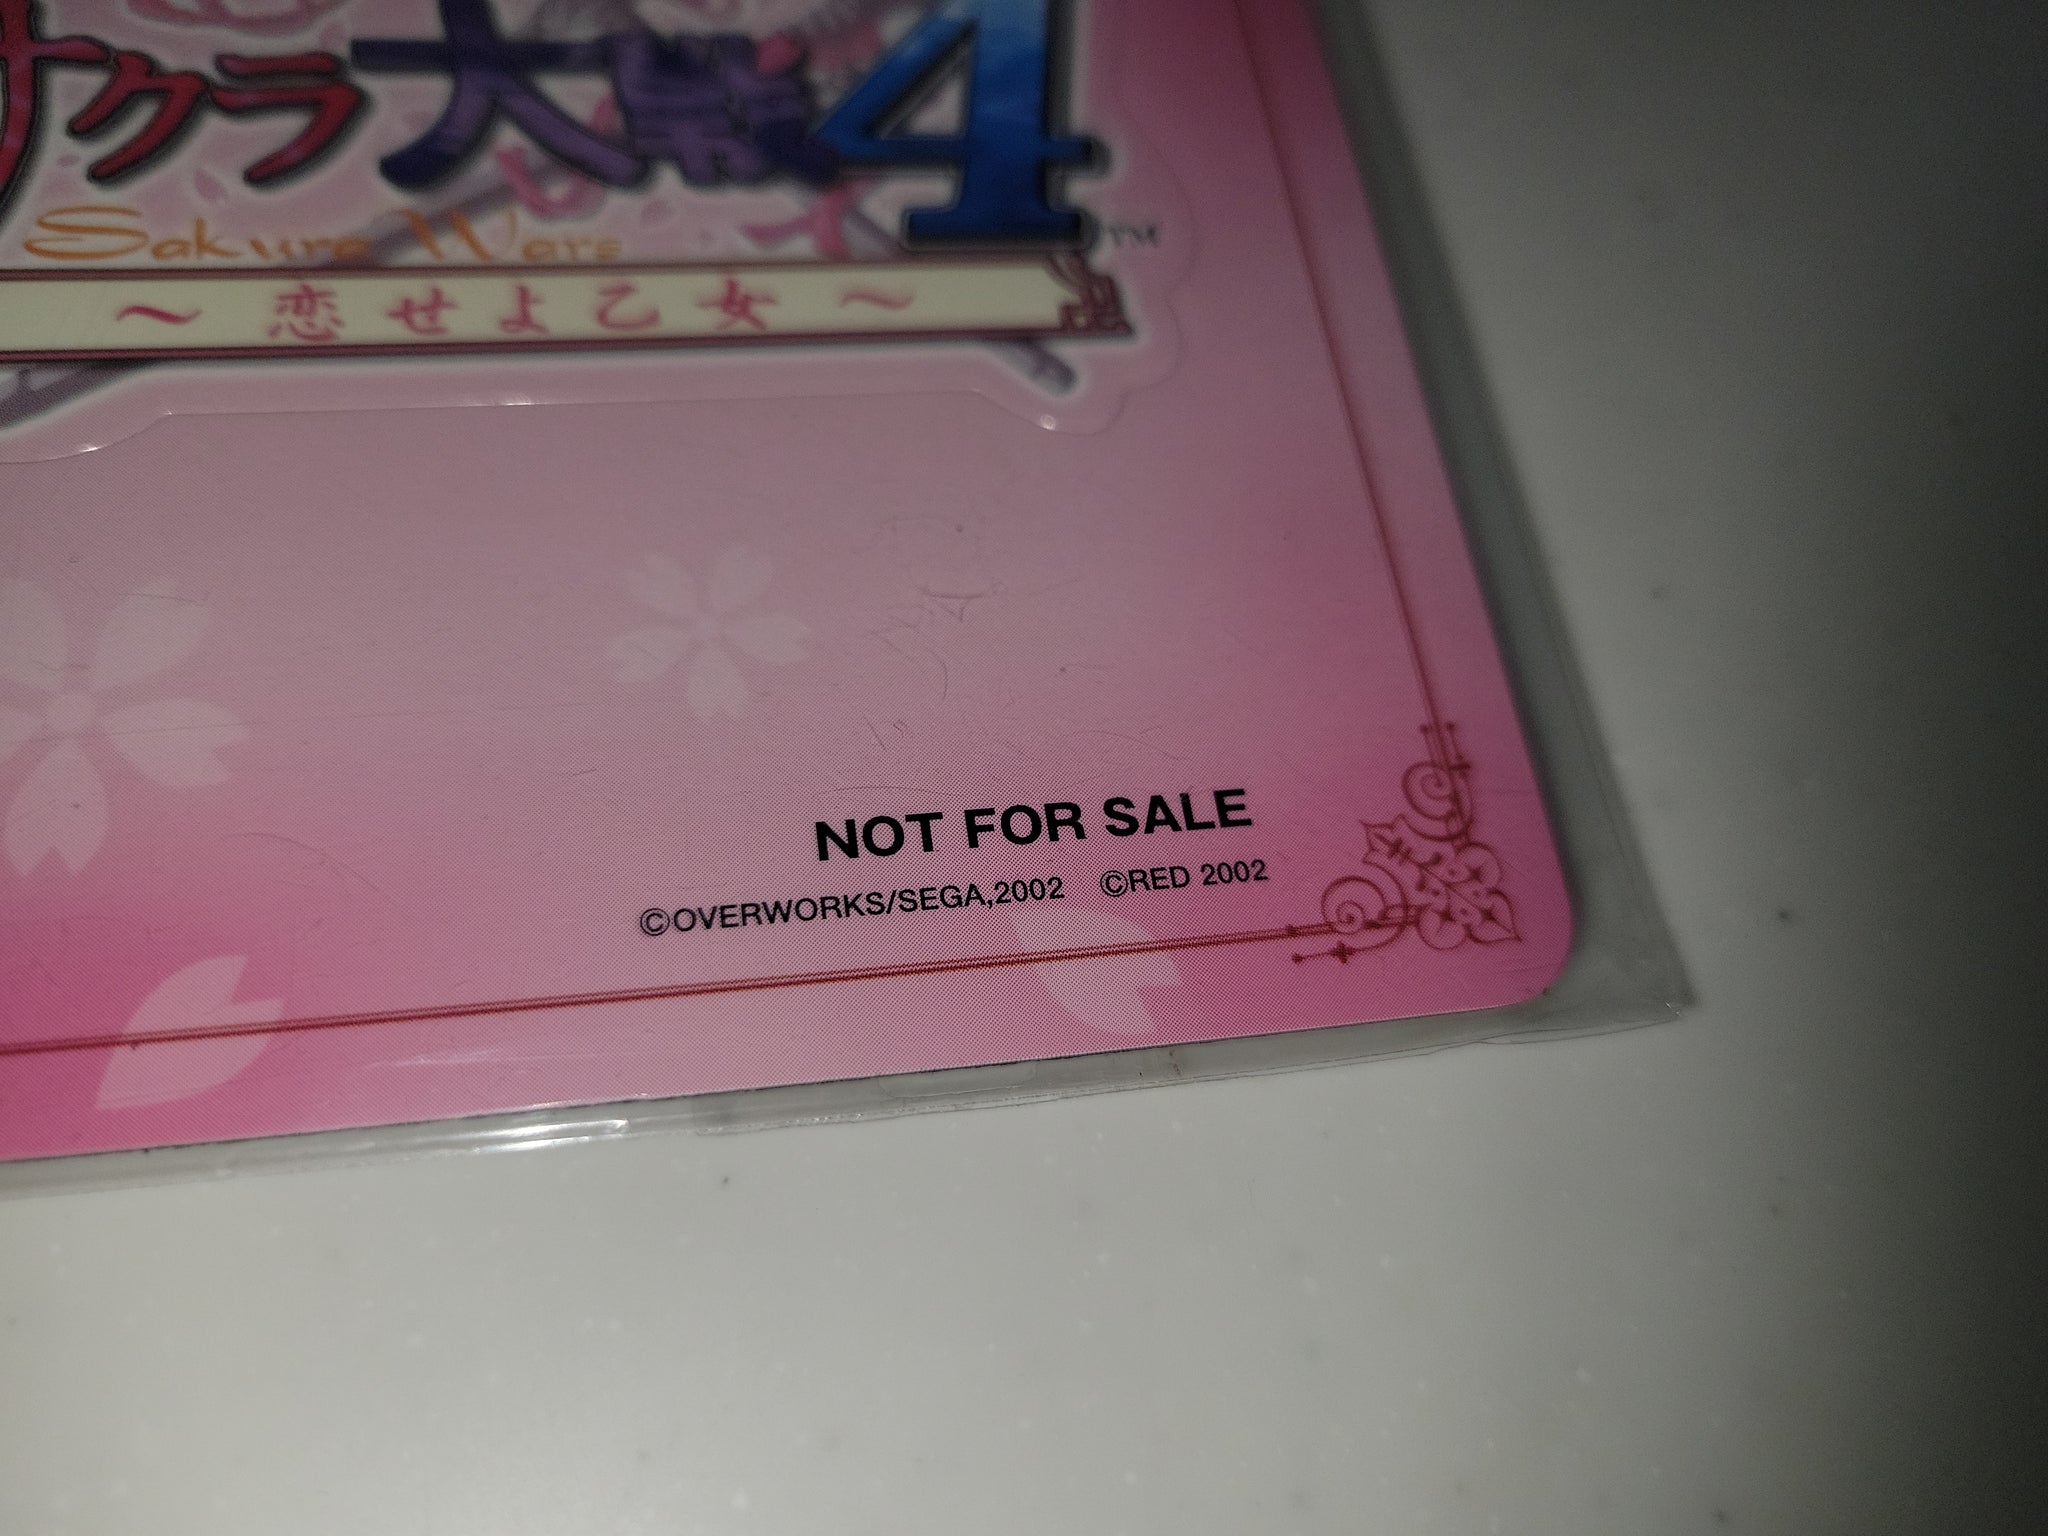 サクラ大戦4
Sakura Wars
TM
～恋せよ乙女～
NOT FOR SALE
©OVERWORKS/SEGA,2002 ©RED 2002